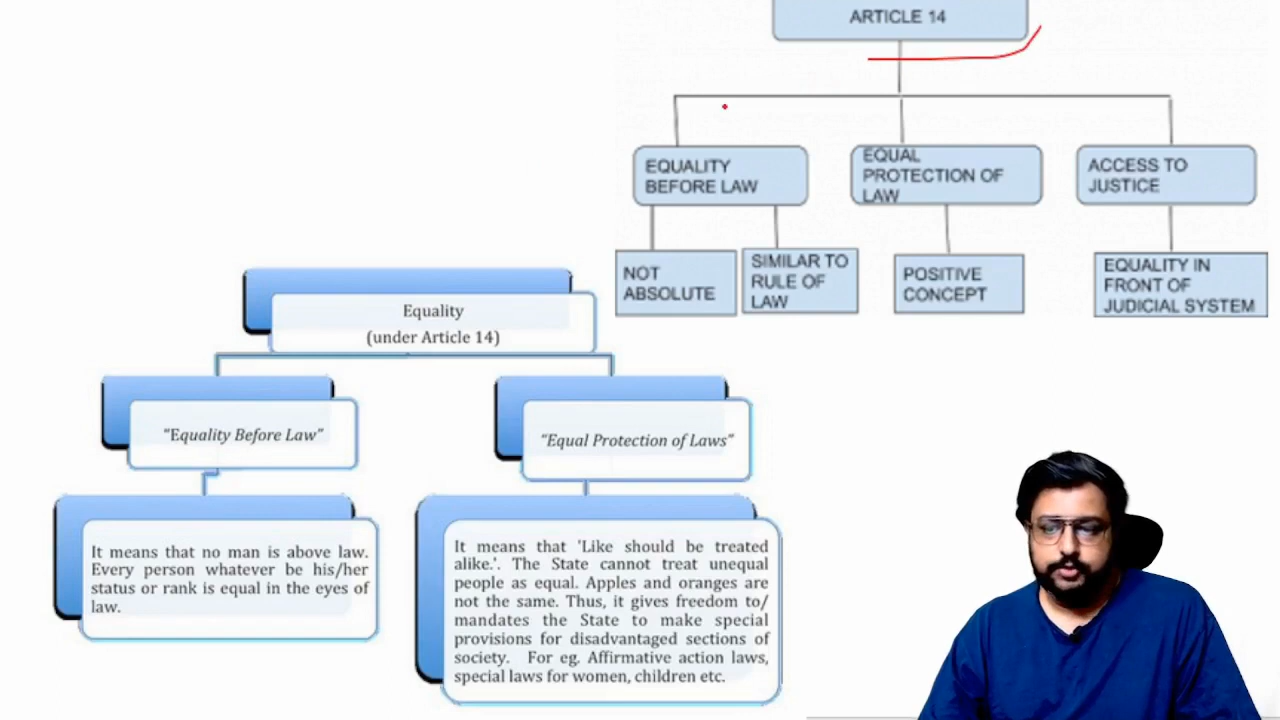 ARTICLE 14
EQUALITY
BEFORE LAW
EQUAL
PROTECTION OF
LAW
ACCESS TO
JUSTICE
NOT
ABSOLUTE
SIMILAR TO
RULE OF
LAW
POSITIVE
CONCEPT
EQUALITY IN
FRONT OF
JUDICIAL SYSTEM
Equality
(under Article 14)
"Equality Before Law"
"Equal Protection of Laws"
It means that no man is above law.
Every person whatever be his/her
status or rank is equal in the eyes of
law.
It means that 'Like should be treated
alike.'. The State cannot treat unequal
people as equal. Apples and oranges are
not the same. Thus, it gives freedom to/
mandates the State to make special
provisions for disadvantaged sections of
society. For eg. Affirmative action laws,
special laws for women, children etc.